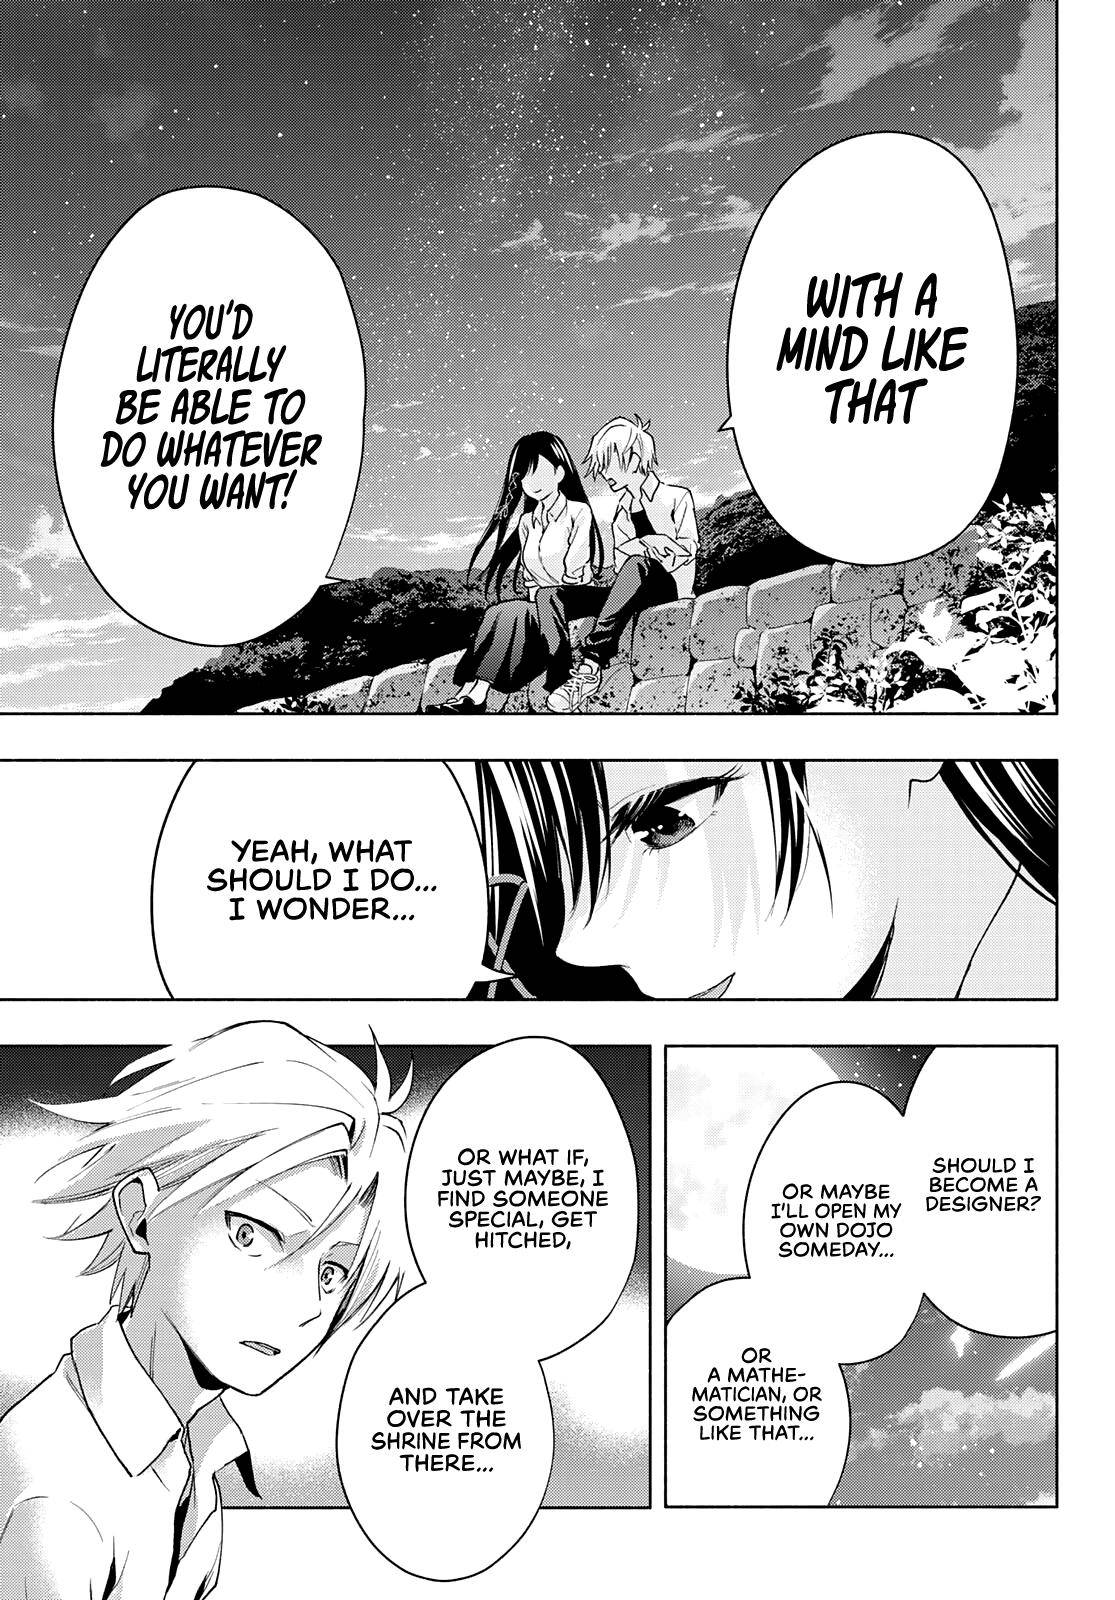 WITH A
MIND LIKE
THAT
YOU'D
LITERALLY
BE ABLE TO
DO WHATEVER
YOU WANT!
YEAH, WHAT
SHOULD I DO...
I WONDER...
SHOULD I
BECOME A
DESIGNER?
OR MAYBE
I'LL OPEN MY
OWN DOJO
SOMEDAY...
OR
A MATHE-
MATICIAN, OR
SOMETHING
LIKE THAT...
OR WHAT IF,
JUST MAYBE, I
FIND SOMEONE
SPECIAL, GET
HITCHED,
AND TAKE
OVER THE
SHRINE FROM
THERE...